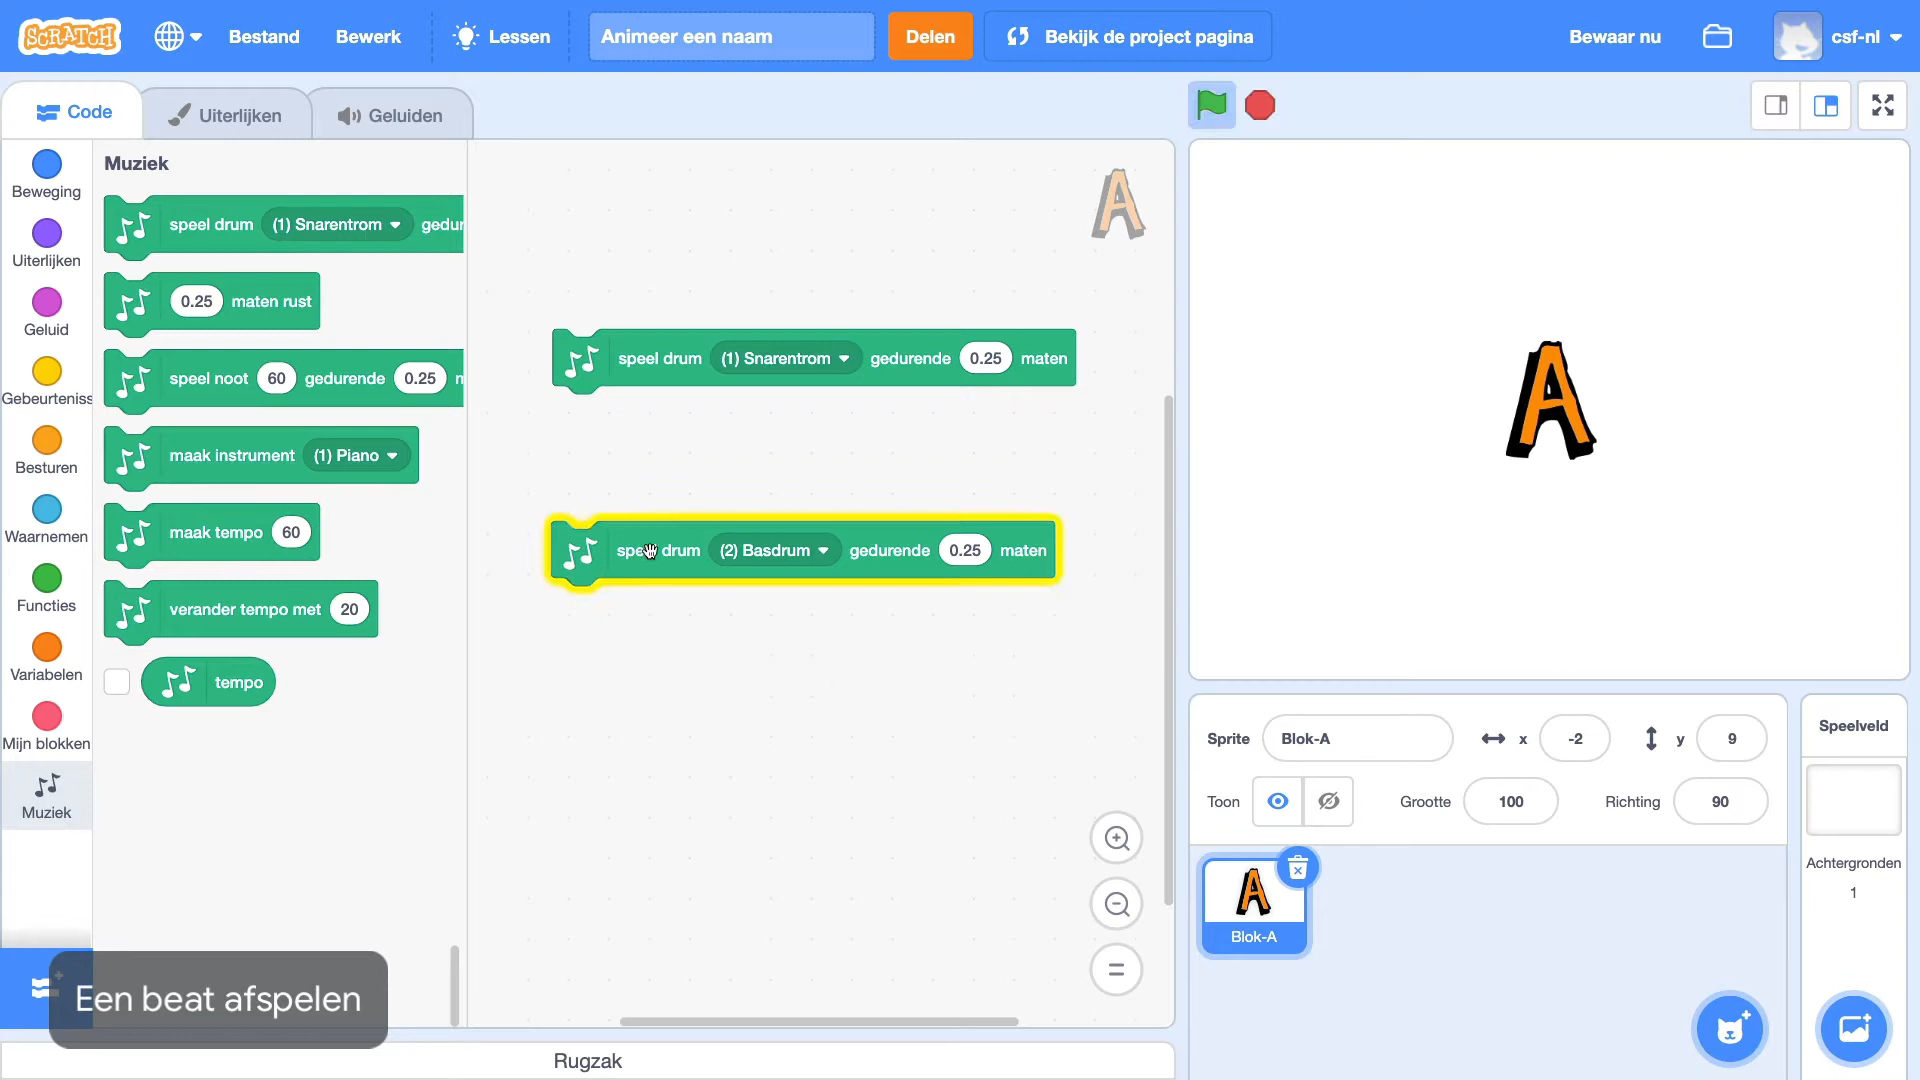 SCRATCH
Bestand
Bewerk
Lessen
Animeer een naam
Delen
Bekijk de project pagina
Bewaar nu
csf-nl
Code
Uiterlijken
Geluiden
Beweging
Uiterlijken
Geluid
Gebeurteniss
Besturen
Waarnemen
Functies
Variabelen
Mijn blokken
Muziek
Muziek
speel drum (1) Snarentrom gedur
0.25 maten rust
speel noot 60 gedurende 0.25 m
maak instrument (1) Piano
maak tempo 60
verander tempo met 20
tempo
speel drum (1) Snarentrom gedurende 0.25 maten
speel drum (2) Basdrum gedurende 0.25 maten
A
A
Sprite Blok-A x -2 y 9
Toon Grootte 100 Richting 90
A
Blok-A
Speelveld
Achtergronden
1
Een beat afspelen
Rugzak